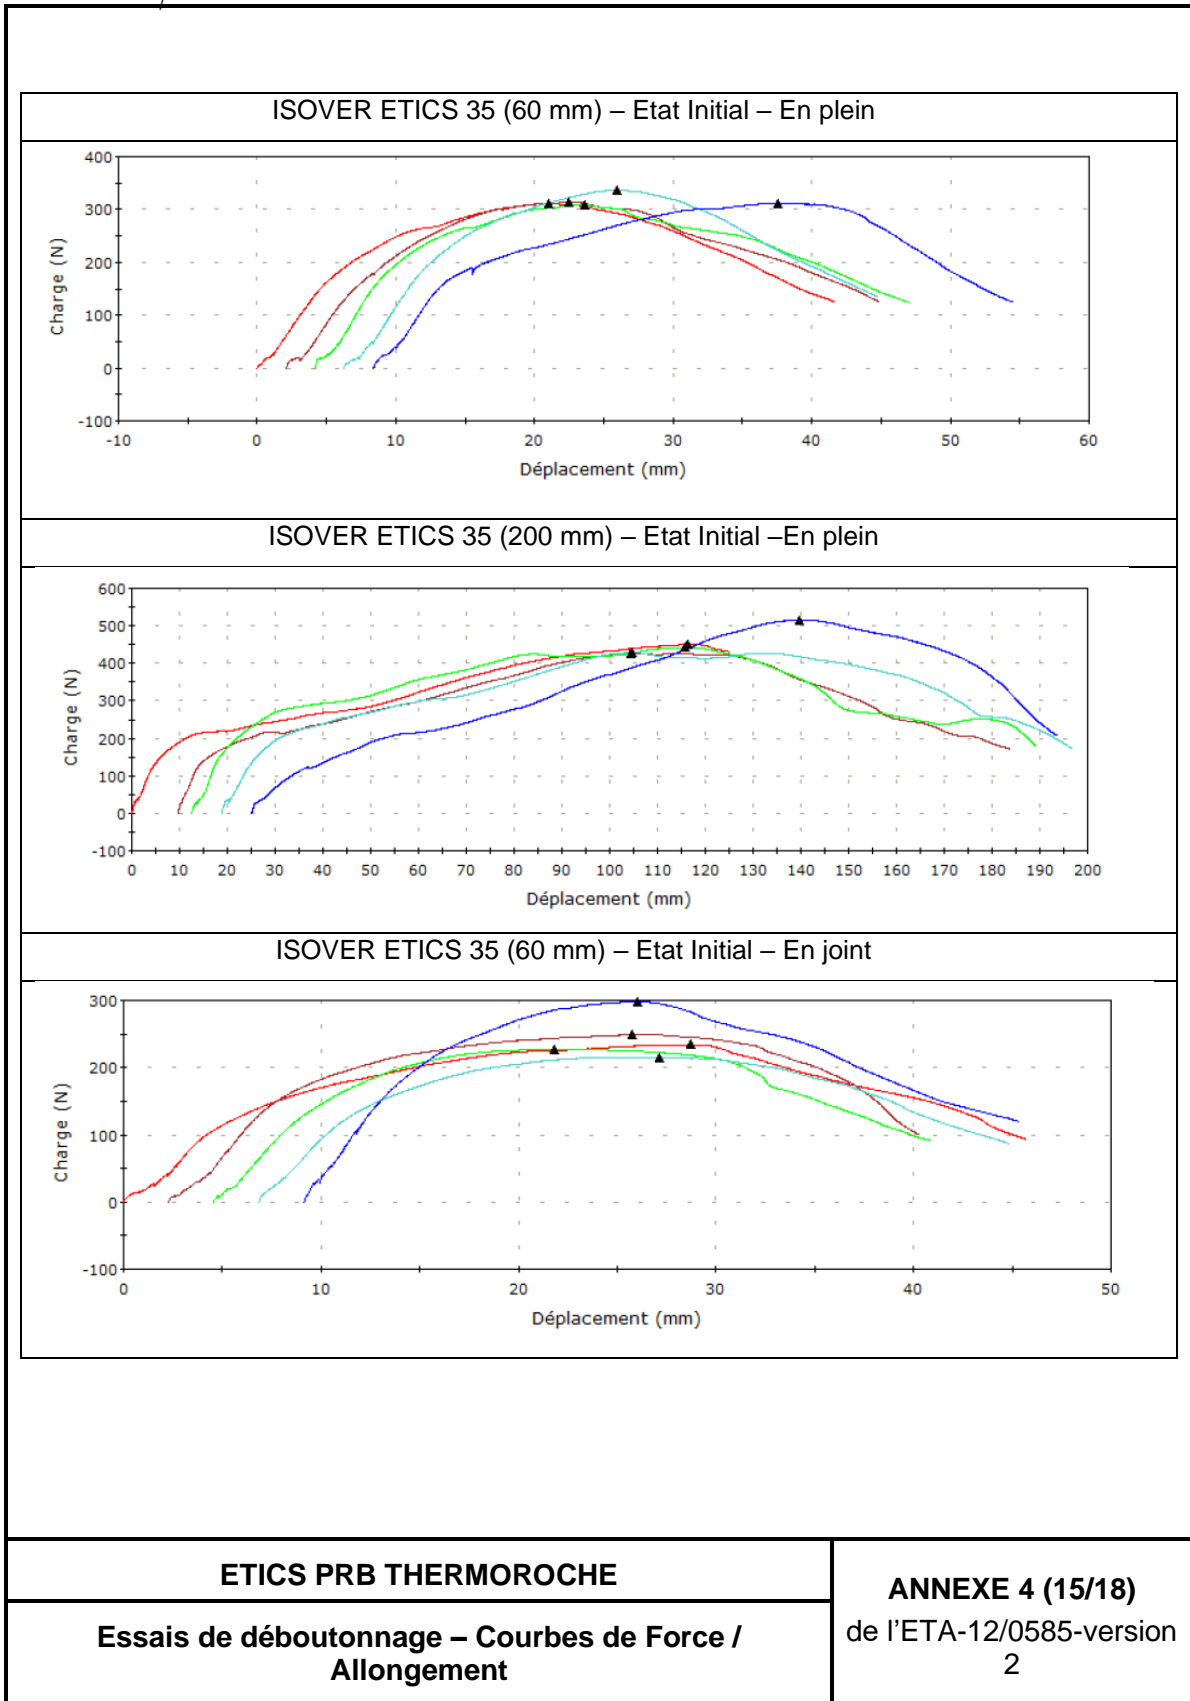 ISOVER ETICS 35 (60 mm) – Etat Initial – En plein
400
300
200
100
0
-100
Charge (N)
-10 0 10 20 30 40 50 60
Déplacement (mm)
ISOVER ETICS 35 (200 mm) – Etat Initial –En plein
600
500
400
300
200
100
0
-100
Charge (N)
0 10 20 30 40 50 60 70 80 90 100 110 120 130 140 150 160 170 180 190 200
Déplacement (mm)
ISOVER ETICS 35 (60 mm) – Etat Initial – En joint
300
200
100
0
-100
Charge (N)
0 10 20 30 40 50
Déplacement (mm)
ETICS PRB THERMOROCHE
Essais de déboutonnage – Courbes de Force /
Allongement
ANNEXE 4 (15/18)
de l'ETA-12/0585-version
2